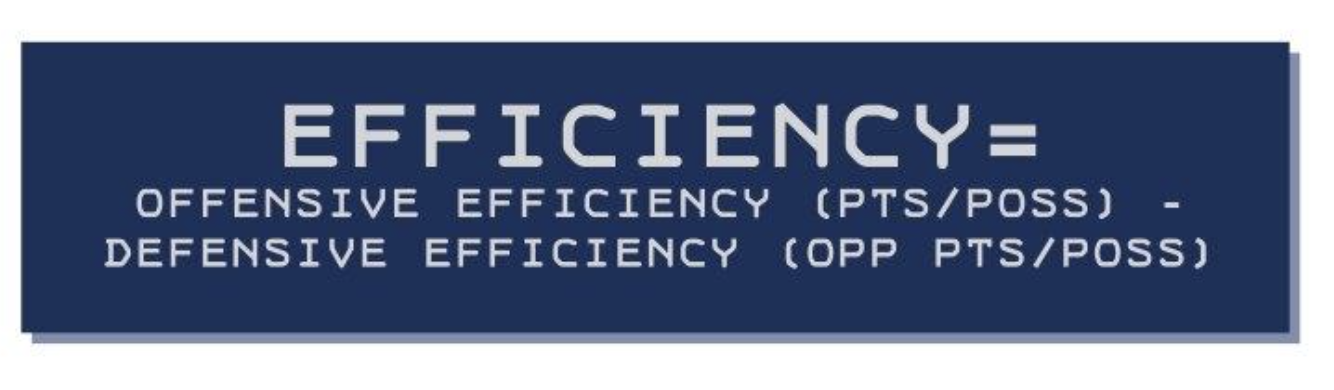 EFFICIENCY=
OFFENSIVE EFFICIENCY (PTS/POSS) -
DEFENSIVE EFFICIENCY (OPP PTS/POSS)